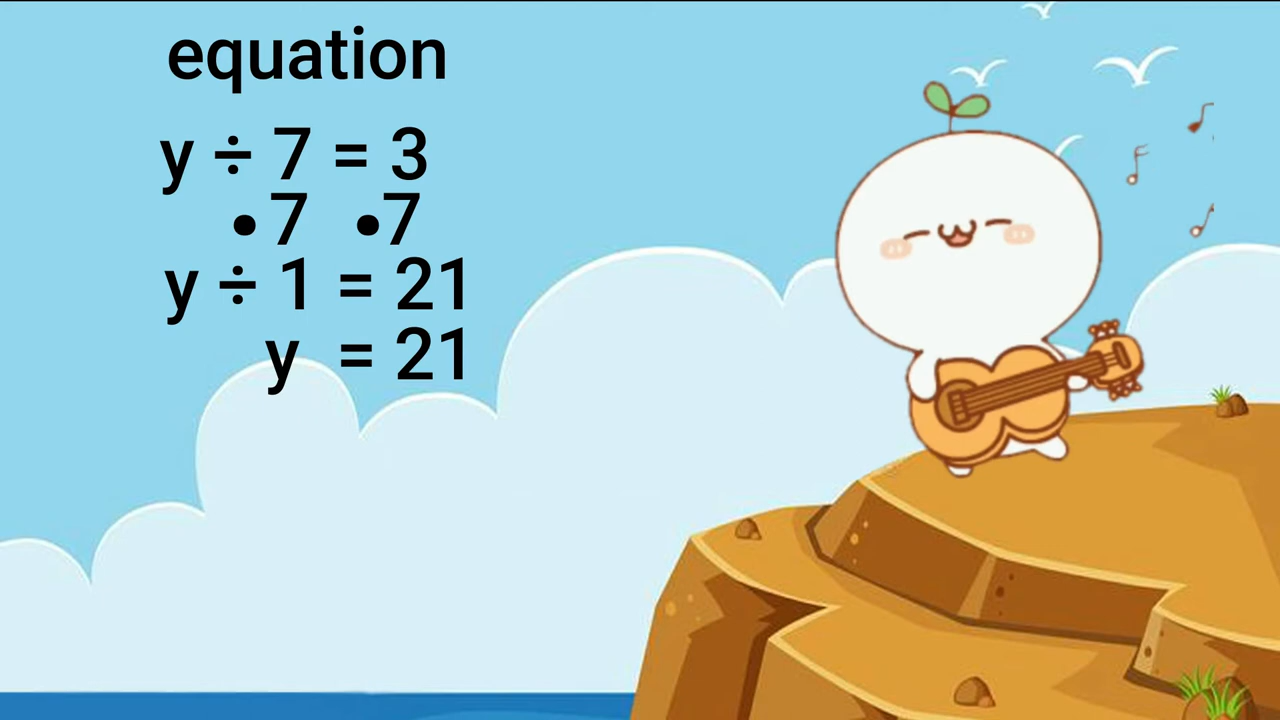 equation
y ÷ 7 = 3
• 7 •7
y ÷ 1 = 21
y = 21